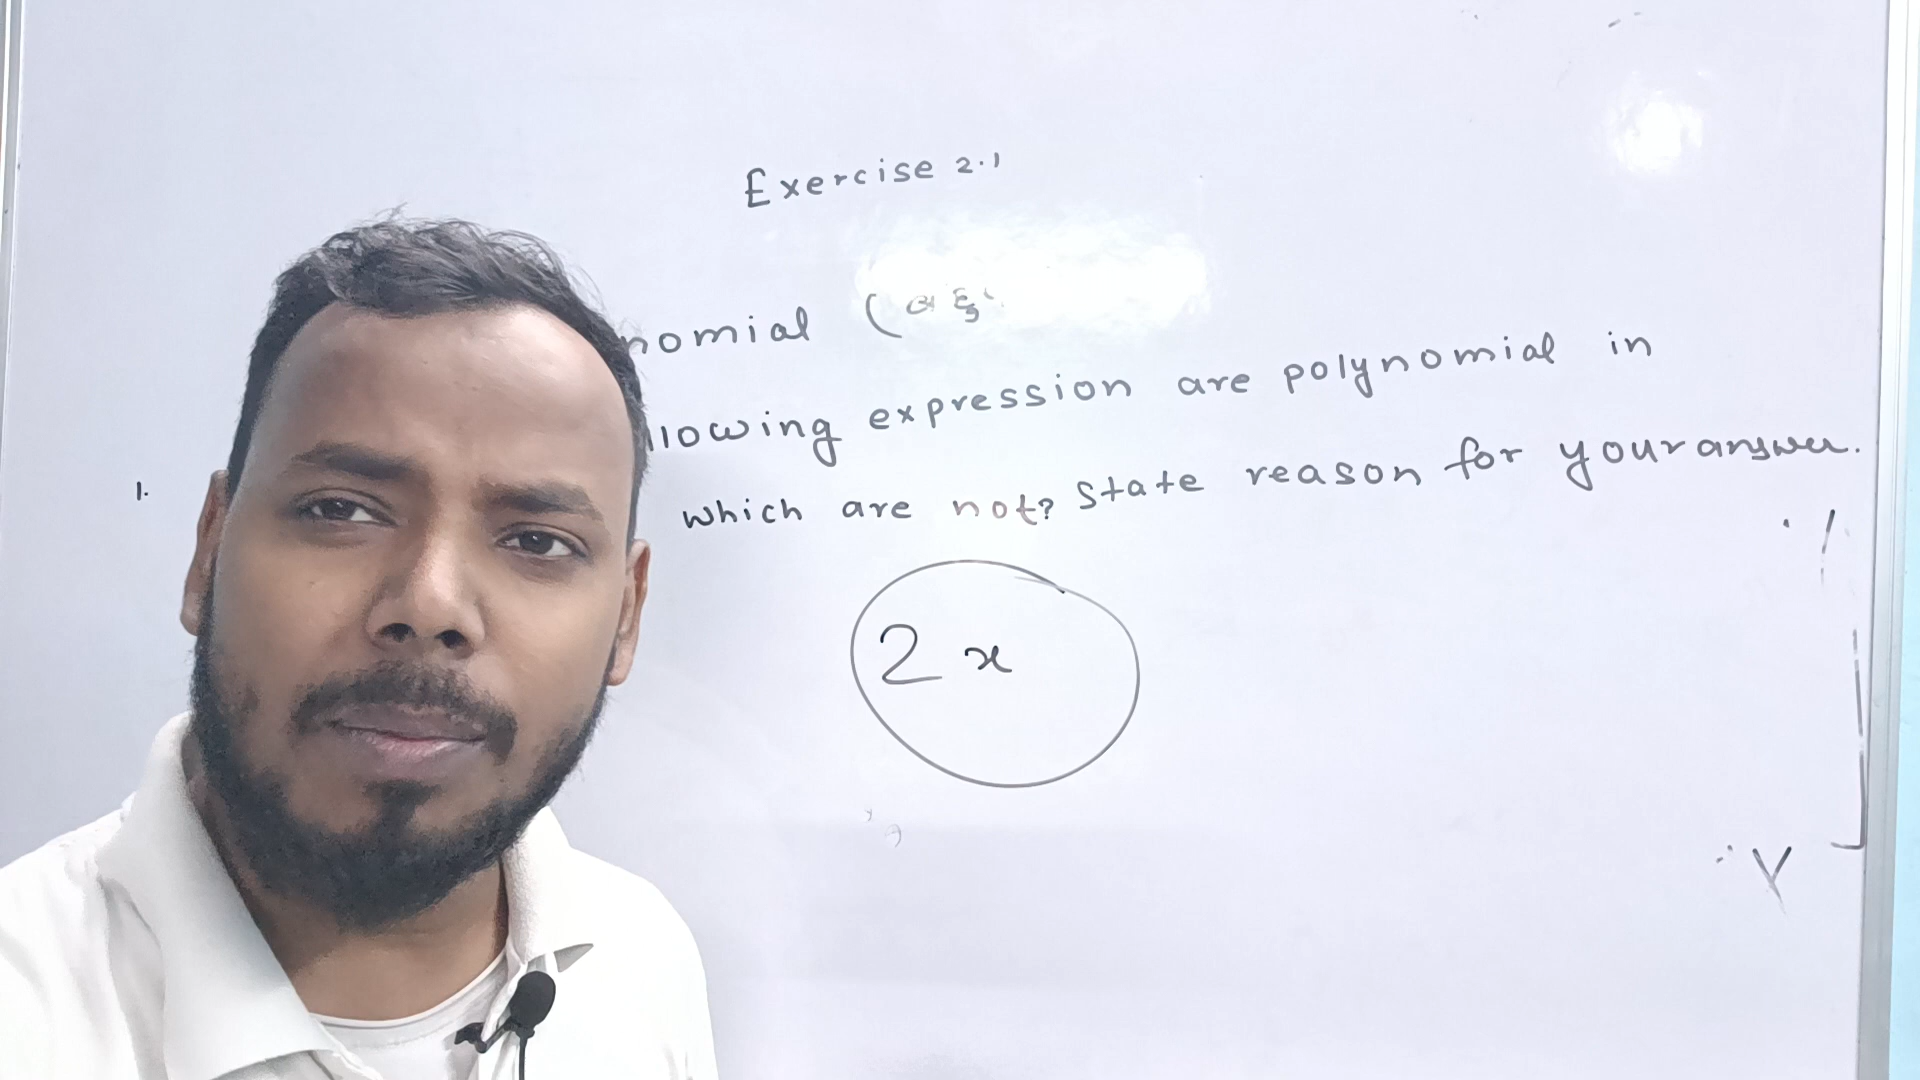 Exercise 2.1
nomial (বহু
1. llowing expression are polynomial in
which are not? State reason for your answer.
2x